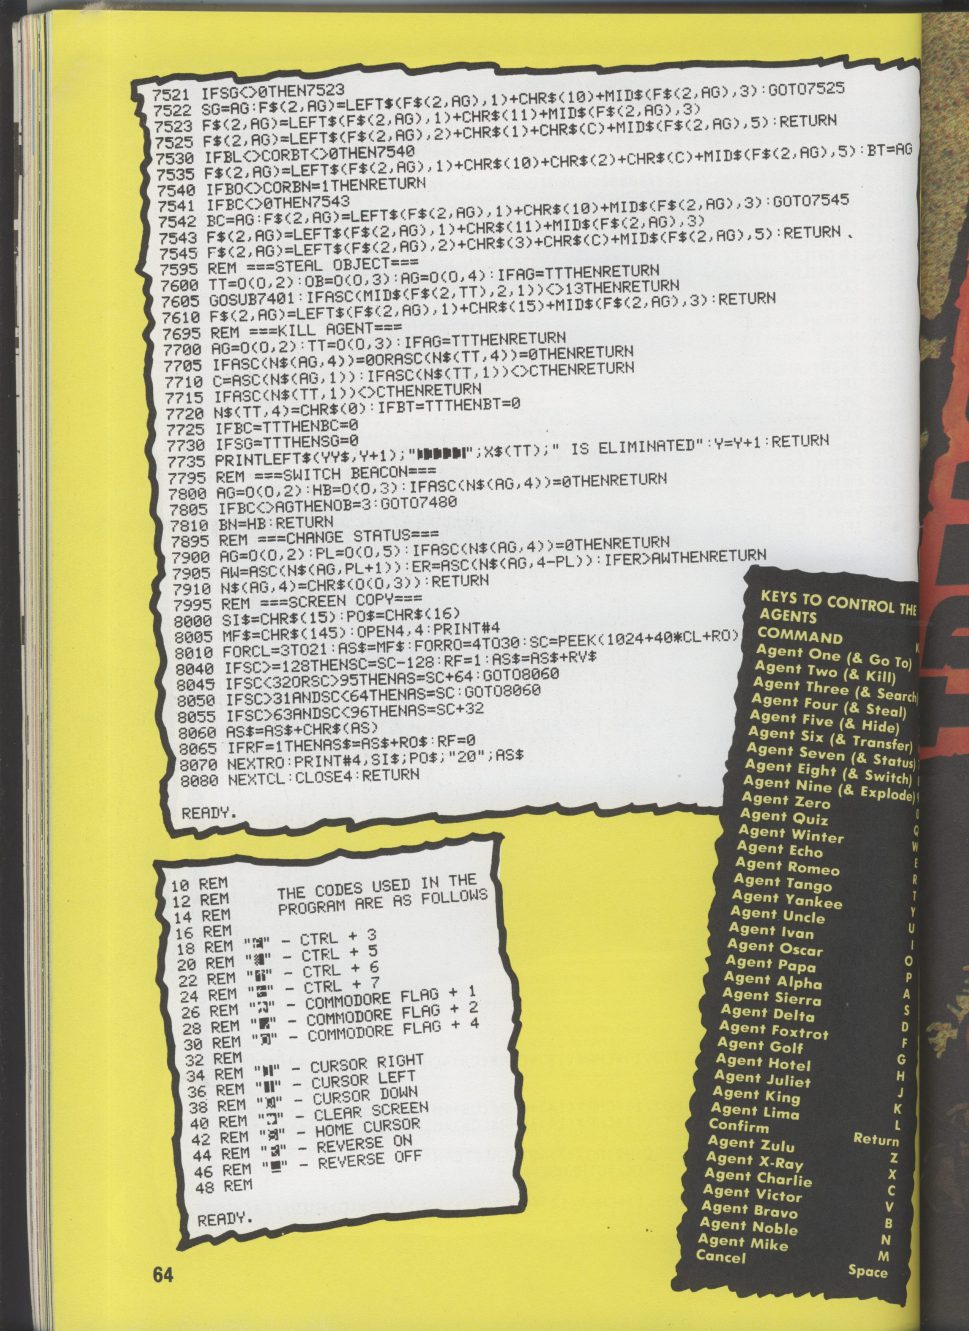 7521 IFSG<>0THEN7523
7522 SG=AG:F$(2,AG)=LEFT$(F$(2,AG),1)+CHR$(10)+MID$(F$(2,AG),3):GOTO7525
7523 F$(2,AG)=LEFT$(F$(2,AG),1)+CHR$(11)+MID$(F$(2,AG),3)
7525 F$(2,AG)=LEFT$(F$(2,AG),2)+CHR$(1)+CHR$(C)+MID$(F$(2,AG),5):RETURN
7530 IFBL<>CORBT<>0THEN7540
7535 F$(2,AG)=LEFT$(F$(2,AG),1)+CHR$(10)+CHR$(2)+CHR$(C)+MID$(F$(2,AG),5):BT=AG
7540 IFBO<>CORBN=1THENRETURN
7541 IFBC<>0THEN7543
7542 BC=AG:F$(2,AG)=LEFT$(F$(2,AG),1)+CHR$(10)+MID$(F$(2,AG),3):GOTO7545
7543 F$(2,AG)=LEFT$(F$(2,AG),1)+CHR$(11)+MID$(F$(2,AG),3)
7545 F$(2,AG)=LEFT$(F$(2,AG),2)+CHR$(3)+CHR$(C)+MID$(F$(2,AG),5):RETURN
7595 REM ===STEAL OBJECT===
7600 TT=O(O,2):OB=O(O,3):AG=O(O,4):IFAG=TTTHENRETURN
7605 GOSUB7401:IFASC(MID$(F$(2,TT),2,1))<>13THENRETURN
7610 F$(2,AG)=LEFT$(F$(2,AG),1)+CHR$(15)+MID$(F$(2,AG),3):RETURN
7695 REM ===KILL AGENT===
7700 AG=O(O,2):TT=O(O,3):IFAG=TTTHENRETURN
7705 IFASC(N$(AG,4))=0ORASC(N$(TT,4))=0THENRETURN
7710 C=ASC(N$(AG,1)):IFASC(N$(TT,1))<>CTHENRETURN
7715 IFASC(N$(TT,1))<>CTHENRETURN
7720 N$(TT,4)=CHR$(0):IFBT=TTTHENBT=0
7725 IFBC=TTTHENBC=0
7730 IFSG=TTTHENSG=0
7735 PRINTLEFT$(YY$,Y+1);"";X$(TT);" IS ELIMINATED":Y=Y+1:RETURN
7795 REM ===SWITCH BEACON===
7800 AG=O(O,2):HB=O(O,3):IFASC(N$(AG,4))=0THENRETURN
7805 IFBC<>AGTHENOB=3:GOTO7480
7810 BN=HB:RETURN
7895 REM ===CHANGE STATUS===
7900 AG=O(O,2):PL=O(O,5):IFASC(N$(AG,4))=0THENRETURN
7905 AW=ASC(N$(AG,PL+1)):ER=ASC(N$(AG,4-PL)):IFER>AWTHENRETURN
7910 N$(AG,4)=CHR$(O(O,3)):RETURN
7995 REM ===SCREEN COPY===
8000 SI$=CHR$(15):PO$=CHR$(16)
8005 MF$=CHR$(145):OPEN4,4:PRINT#4
8010 FORCL=3TO21:AS$=MF$:FORRO=4TO30:SC=PEEK(1024+40*CL+RO)
8040 IFSC>=128THENSC=SC-128:RF=1:AS$=AS$+RV$
8045 IFSC<32ORSC>95THENAS=SC+64:GOTO8060
8050 IFSC>31ANDSC<64THENAS=SC:GOTO8060
8055 IFSC>63ANDSC<96THENAS=SC+32
8060 AS$=AS$+CHR$(AS)
8065 IFRF=1THENAS$=AS$+RO$:RF=0
8070 NEXTRO:PRINT#4,SI$;PO$;"20";AS$
8080 NEXTCL:CLOSE4:RETURN
READY.
10 REM
12 REM THE CODES USED IN THE
14 REM PROGRAM ARE AS FOLLOWS
16 REM
18 REM "" - CTRL + 3
20 REM "" - CTRL + 5
22 REM "" - CTRL + 6
24 REM "" - CTRL + 7
26 REM "" - COMMODORE FLAG + 1
28 REM "" - COMMODORE FLAG + 2
30 REM "" - COMMODORE FLAG + 4
32 REM
34 REM "" - CURSOR RIGHT
36 REM "" - CURSOR LEFT
38 REM "" - CURSOR DOWN
40 REM "" - CLEAR SCREEN
42 REM "" - HOME CURSOR
44 REM "" - REVERSE ON
46 REM "" - REVERSE OFF
48 REM
READY.
KEYS TO CONTROL THE
AGENTS
COMMAND K
Agent One (& Go To)
Agent Two (& Kill)
Agent Three (& Search)
Agent Four (& Steal)
Agent Five (& Hide)
Agent Six (& Transfer)
Agent Seven (& Status)
Agent Eight (& Switch)
Agent Nine (& Explode)
Agent Zero
Agent Quiz Q
Agent Winter W
Agent Echo E
Agent Romeo R
Agent Tango T
Agent Yankee Y
Agent Uncle U
Agent Ivan I
Agent Oscar O
Agent Papa P
Agent Alpha A
Agent Sierra S
Agent Delta D
Agent Foxtrot F
Agent Golf G
Agent Hotel H
Agent Juliet J
Agent King K
Agent Lima L
Confirm Return
Agent Zulu Z
Agent X-Ray X
Agent Charlie C
Agent Victor V
Agent Bravo B
Agent Noble N
Agent Mike M
Cancel Space
64